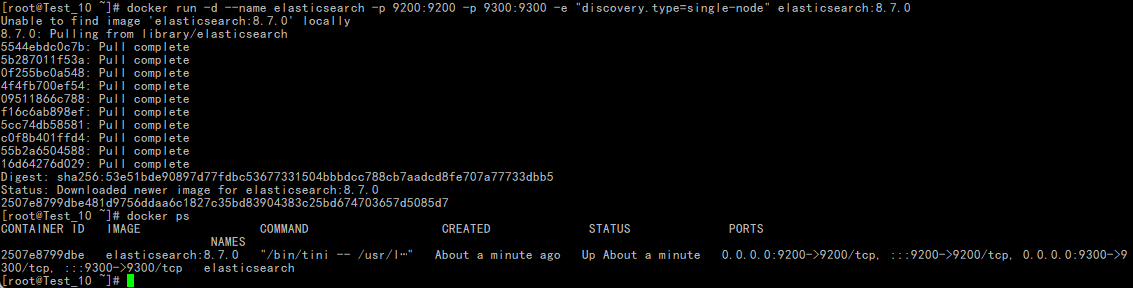 [root@Test_10 ~]# docker run -d --name elasticsearch -p 9200:9200 -p 9300:9300 -e "discovery.type=single-node" elasticsearch:8.7.0
Unable to find image 'elasticsearch:8.7.0' locally
8.7.0: Pulling from library/elasticsearch
5544ebdc0c7b: Pull complete
5b287011f53a: Pull complete
0f255bc0a548: Pull complete
4f4fb700ef54: Pull complete
09511866c788: Pull complete
f16c6ab898ef: Pull complete
5cc74db58581: Pull complete
c0f8b401ffd4: Pull complete
55b2a6504588: Pull complete
16d64276d029: Pull complete
Digest: sha256:53e51bde90897d77fdbc53677331504bbbdcc788cb7aadcd8fe707a77733dbb5
Status: Downloaded newer image for elasticsearch:8.7.0
2507e8799dbe481d9756ddaa6c1827c35bd83904383c25bd674703657d5085d7
[root@Test_10 ~]# docker ps
CONTAINER ID   IMAGE                 COMMAND                  CREATED              STATUS              PORTS
                               NAMES
2507e8799dbe   elasticsearch:8.7.0   "/bin/tini -- /usr/l…"   About a minute ago   Up About a minute   0.0.0.0:9200->9200/tcp, :::9200->9200/tcp, 0.0.0.0:9300->9
300/tcp, :::9300->9300/tcp   elasticsearch
[root@Test_10 ~]#